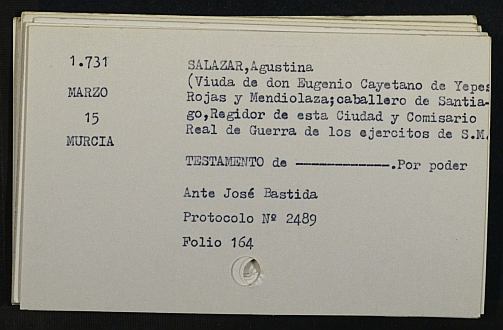 1.731
MARZO
15
MURCIA
SALAZAR,Agustina
(Viuda de don Eugenio Cayetano de Yepes
Rojas y Mendiolaza;caballero de Santia-
go,Regidor de esta Ciudad y Comisario
Real de Guerra de los ejercitos de S.M.
TESTAMENTO de --------------.Por poder
Ante José Bastida
Protocolo Nº 2489
Folio 164